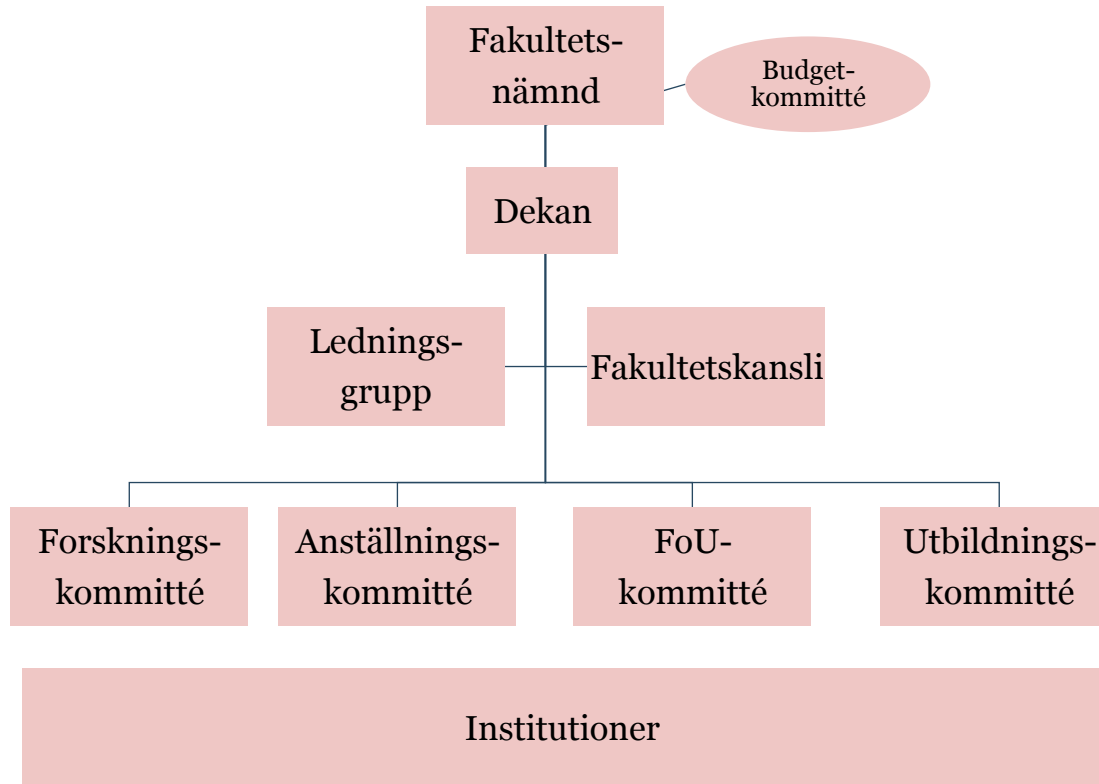 Fakultets-
nämnd
Budget-
kommitté
Dekan
Lednings-
grupp
Fakultetskansli
Forsknings-
kommitté
Anställnings-
kommitté
FoU-
kommitté
Utbildnings-
kommitté
Institutioner